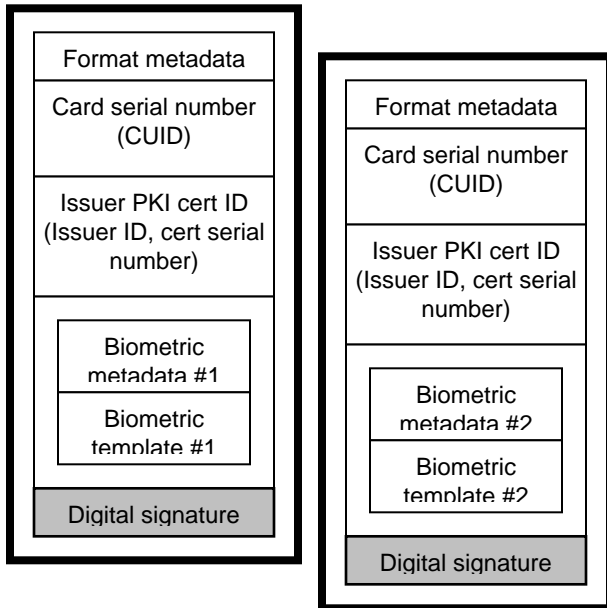 Format metadata
Card serial number
(CUID)
Issuer PKI cert ID
(Issuer ID, cert serial
number)
Biometric
metadata #1
Biometric
template #1
Digital signature
Format metadata
Card serial number
(CUID)
Issuer PKI cert ID
(Issuer ID, cert serial
number)
Biometric
metadata #2
Biometric
template #2
Digital signature